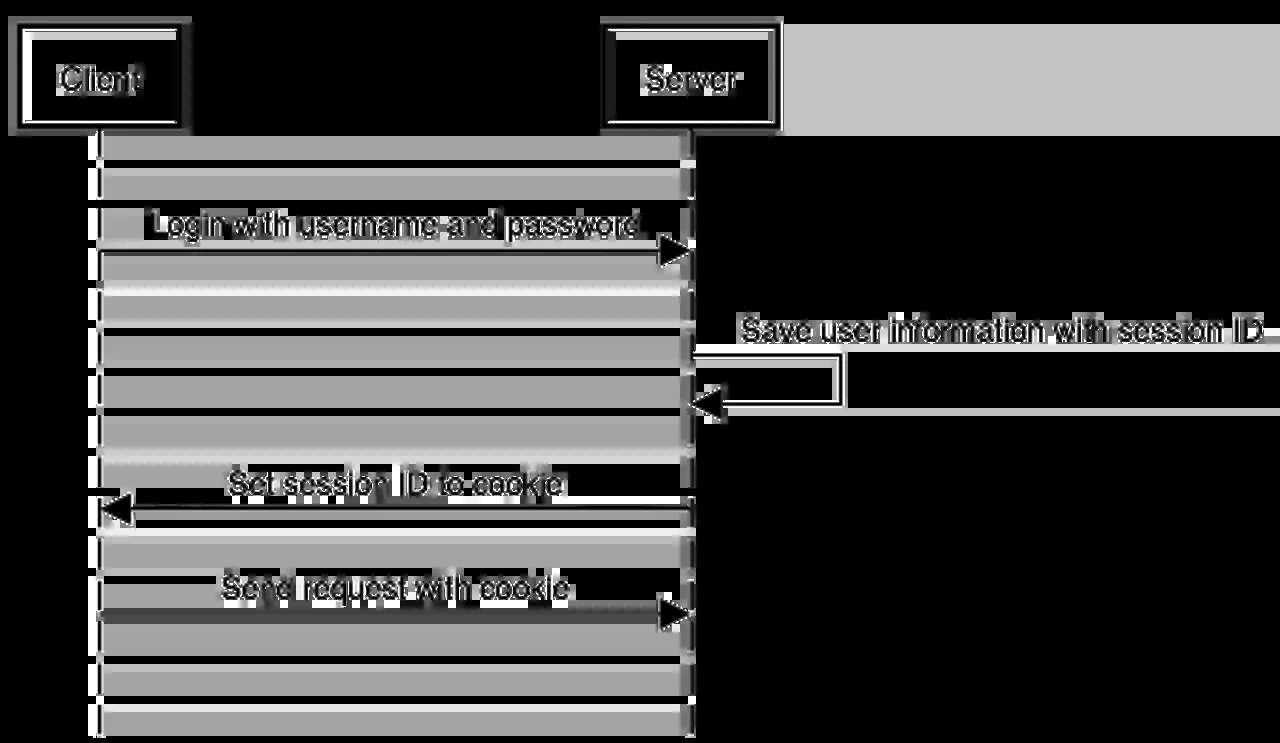 Client
Server
Login with username and password
Save user information with session ID
Set session ID to cookie
Send request with cookie